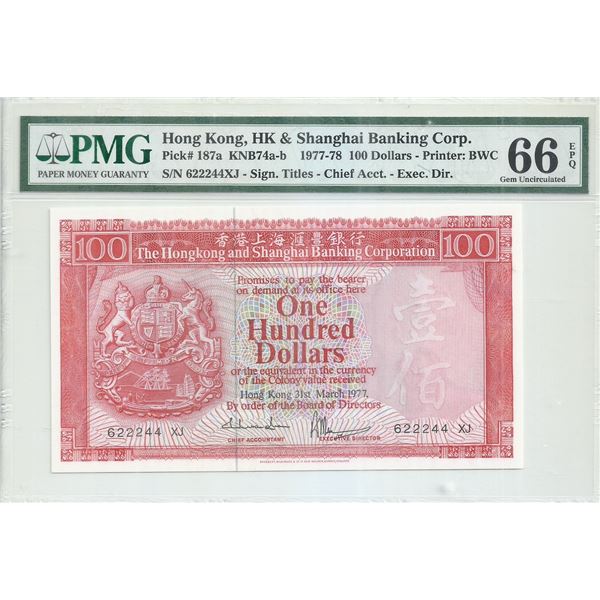 PMG
PAPER MONEY GUARANTY
Hong Kong, HK & Shanghai Banking Corp.
Pick# 187a KNB74a-b 1977-78 100 Dollars - Printer: BWC
S/N 622244XJ - Sign. Titles - Chief Acct. - Exec. Dir.
66
EPQ
Gem Uncirculated
香港上海滙豐銀行
100
The Hongkong and Shanghai Banking Corporation
100
Promises to pay the bearer
on demand at its office here
One
Hundred
Dollars
or the equivalent in the currency
of the Colony value received
Hong Kong 31st March 1977.
By order of the Board of Directors
壹
佰
622244 XJ
CHIEF ACCOUNTANT
EXECUTIVE DIRECTOR
622244 XJ
100
100